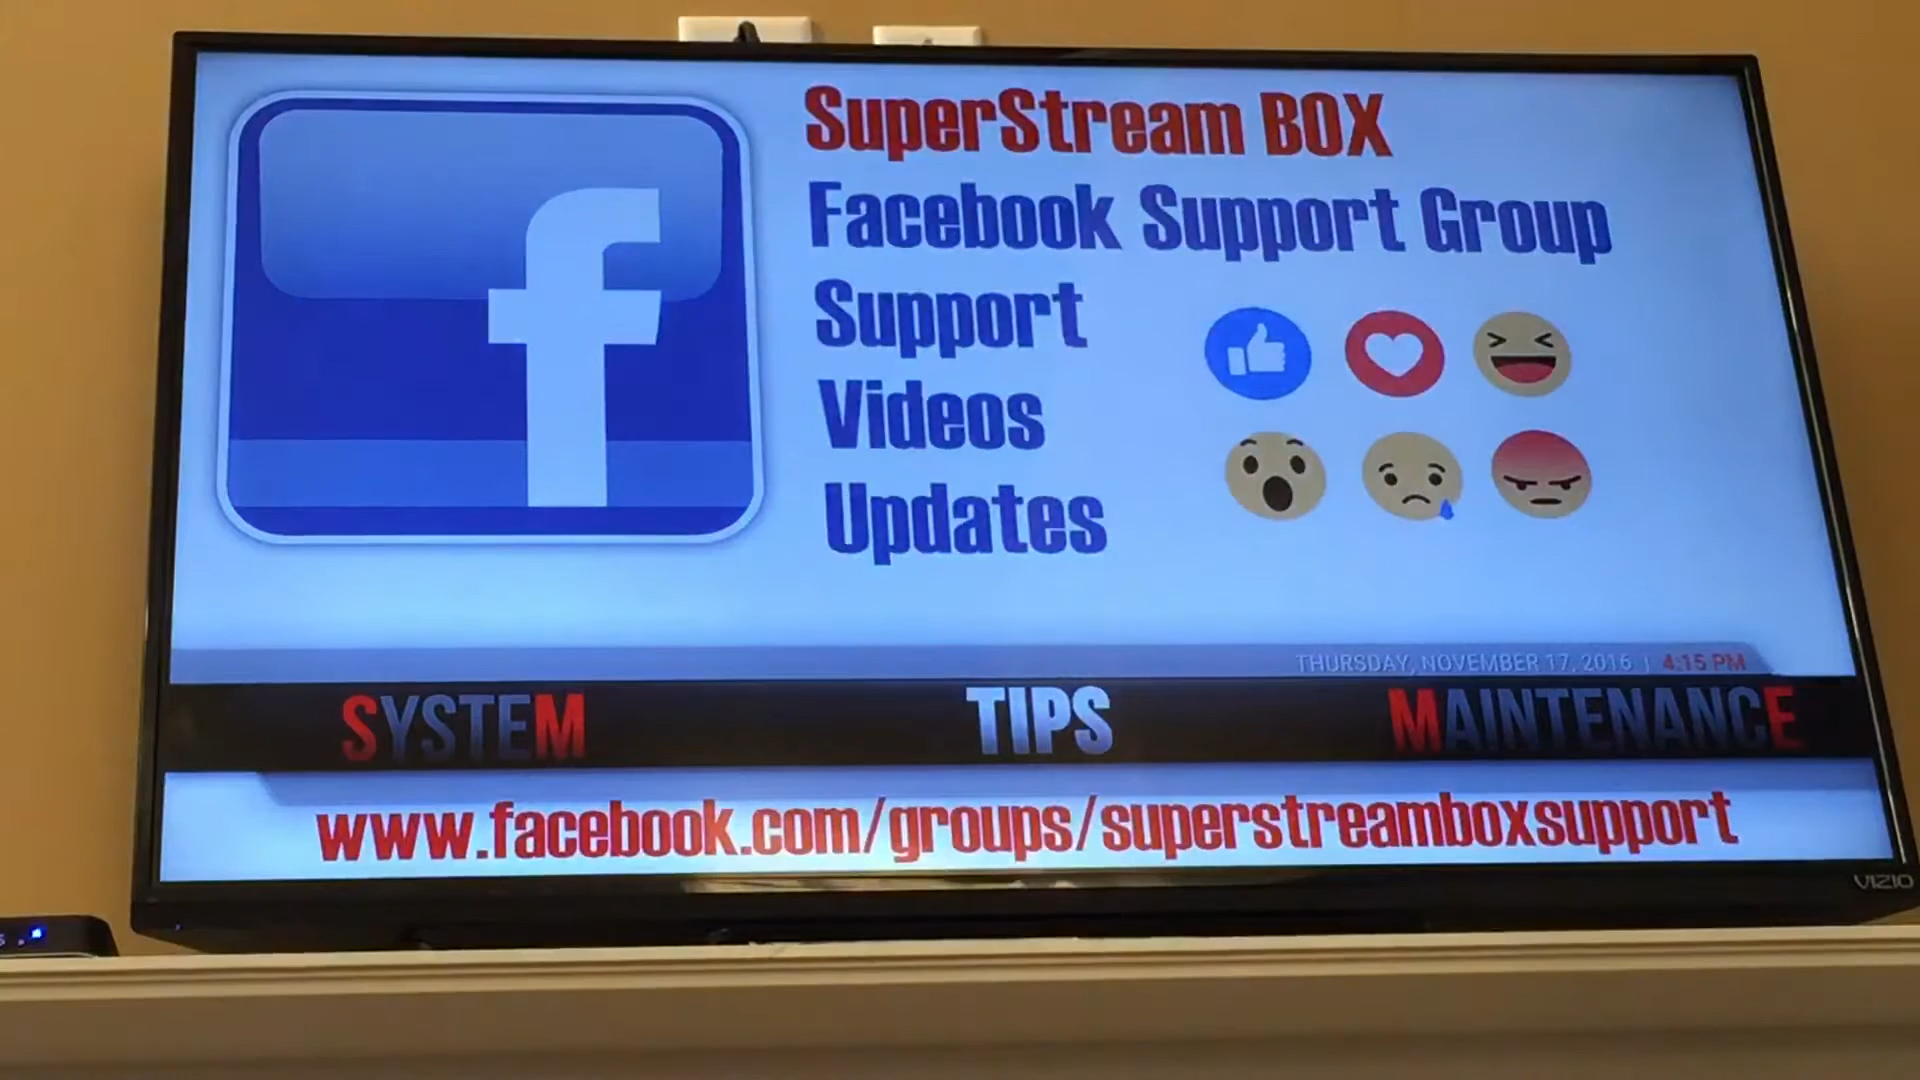 SuperStream BOX
Facebook Support Group
Support
Videos
Updates
THURSDAY, NOVEMBER 17, 2016 | 4:15 PM
SYSTEM TIPS MAINTENANCE
www.facebook.com/groups/superstreamboxsupport
VIZIO